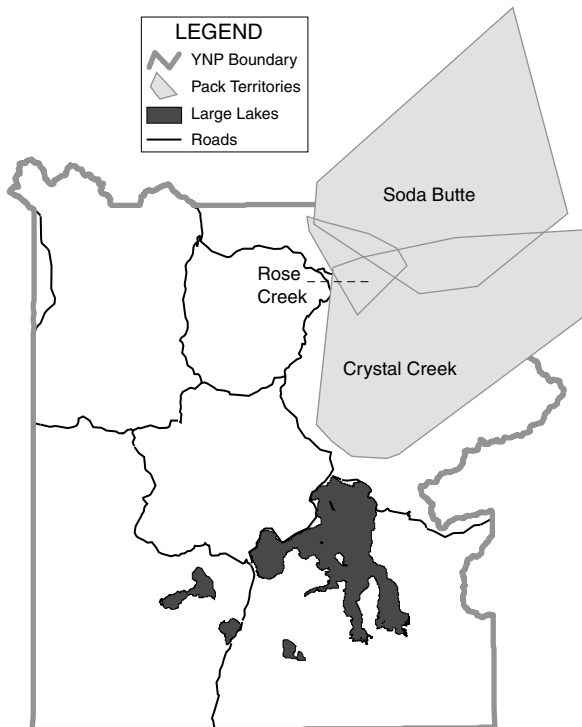 LEGEND
YNP Boundary
Pack Territories
Large Lakes
Roads
Soda Butte
Rose
Creek
Crystal Creek